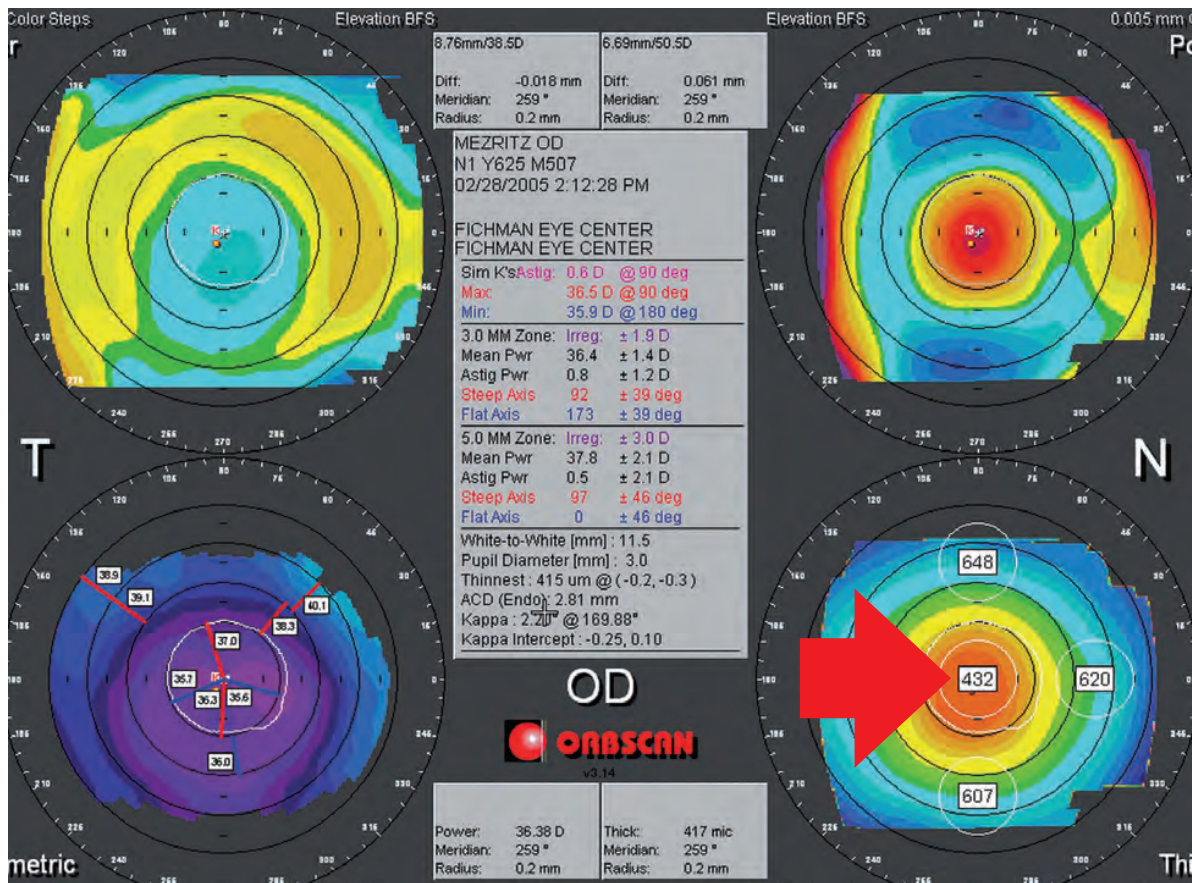 Color Steps
Elevation BFS
Elevation BFS
0.005 mm
8.76mm/38.5D
Diff: -0.018 mm
Meridian: 259 °
Radius: 0.2 mm
6.69mm/50.5D
Diff: 0.061 mm
Meridian: 259 °
Radius: 0.2 mm
MEZRITZ OD
N1 Y625 M507
02/28/2005 2:12:28 PM
FICHMAN EYE CENTER
FICHMAN EYE CENTER
Sim K's Astig: 0.6 D @ 90 deg
Max: 36.5 D @ 90 deg
Min: 35.9 D @ 180 deg
3.0 MM Zone: Irreg: ± 1.9 D
Mean Pwr 36.4 ± 1.4 D
Astig Pwr 0.8 ± 1.2 D
Steep Axis 92 ± 39 deg
Flat Axis 173 ± 39 deg
5.0 MM Zone: Irreg: ± 3.0 D
Mean Pwr 37.8 ± 2.1 D
Astig Pwr 0.5 ± 2.1 D
Steep Axis 97 ± 46 deg
Flat Axis 0 ± 46 deg
White-to-White [mm] : 11.5
Pupil Diameter [mm] : 3.0
Thinnest : 415 um @ (-0.2, -0.3)
ACD (Endo): 2.81 mm
Kappa : @ 169.88°
Kappa Intercept : -0.25, 0.10
T
N
38.9
39.1
40.1
38.3
37.0
35.7
36.3
35.6
36.0
648
432
620
607
OD
ORBSCAN
v3.14
Power: 36.38 D
Meridian: 259 °
Radius: 0.2 mm
Thick: 417 mic
Meridian: 259 °
Radius: 0.2 mm
metric
Thi